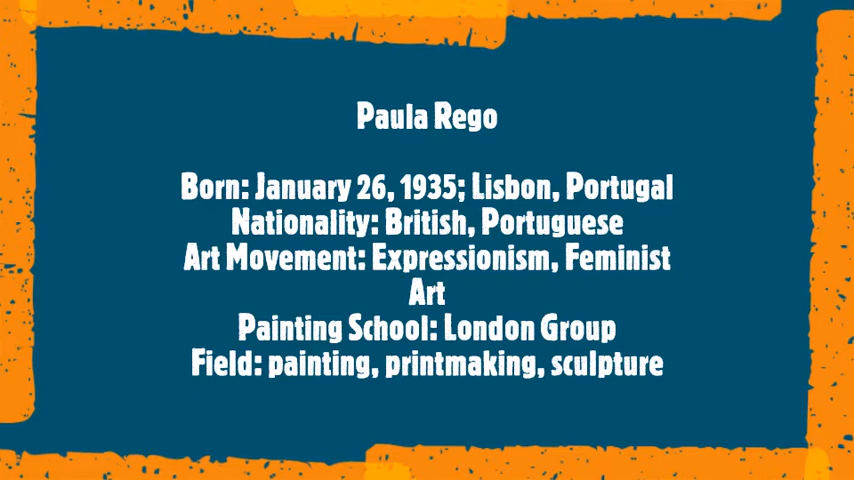 Paula Rego
Born: January 26, 1935; Lisbon, Portugal
Nationality: British, Portuguese
Art Movement: Expressionism, Feminist
Art
Painting School: London Group
Field: painting, printmaking, sculpture